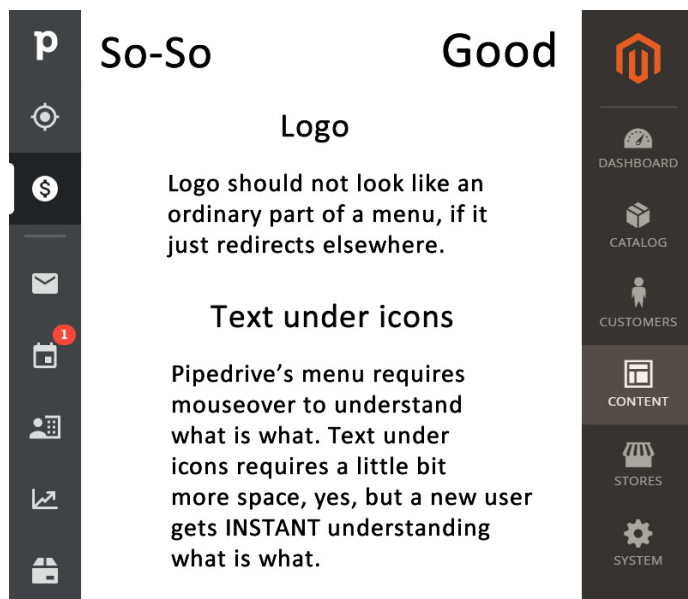 p
So-So
Good
Logo
Logo should not look like an
ordinary part of a menu, if it
just redirects elsewhere.
Text under icons
Pipedrive's menu requires
mouseover to understand
what is what. Text under
icons requires a little bit
more space, yes, but a new user
gets INSTANT understanding
what is what.
$
1
DASHBOARD
CATALOG
CUSTOMERS
CONTENT
STORES
SYSTEM